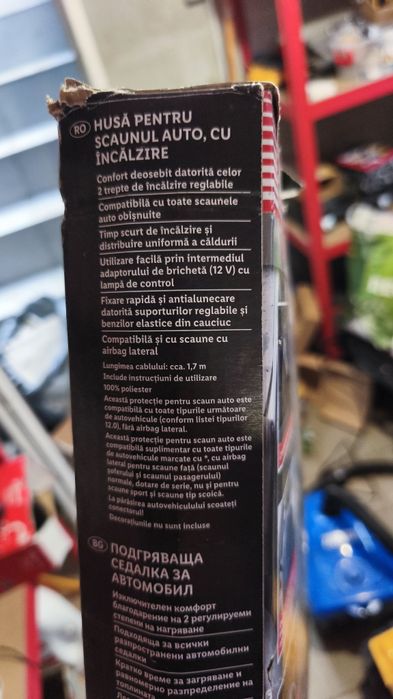 RO HUSĂ PENTRU
SCAUNUL AUTO, CU
ÎNCĂLZIRE
Confort deosebit datorită celor
2 trepte de încălzire reglabile
Compatibilă cu toate scaunele
auto obișnuite
Timp scurt de încălzire și
distribuire uniformă a căldurii
Utilizare facilă prin intermediul
adaptorului de brichetă (12 V) cu
lampă de control
Fixare rapidă și antialunecare
datorită suporturilor reglabile și
benzilor elastice din cauciuc
Compatibilă și cu scaune cu
airbag lateral
Lungimea cablului: cca. 1,7 m
Include instrucțiuni de utilizare
100% poliester
Această protecție pentru scaun auto este
compatibilă cu toate tipurile următoare
de autovehicule (conform listei tipurilor
12.0), fără airbag lateral.
Această protecție pentru scaun auto este
compatibilă suplimentar cu toate tipurile
de autovehicule marcate cu *, cu airbag
lateral pentru scaune față (scaunul
șoferului și scaunul pasagerului)
normale, dotare de serie, nu și pentru
scaune sport și scaune tip scoică.
La părăsirea autovehiculului scoateți
conectorul!
Decorațiunile nu sunt incluse
BG ПОДГРЯВАЩА
СЕДАЛКА ЗА
АВТОМОБИЛ
Изключителен комфорт
благодарение на 2 регулируеми
степени на нагряване
Подходяща за всички
разпространени автомобилни
седалки
Кратко време за загряване и
равномерно разпределение на
топлината